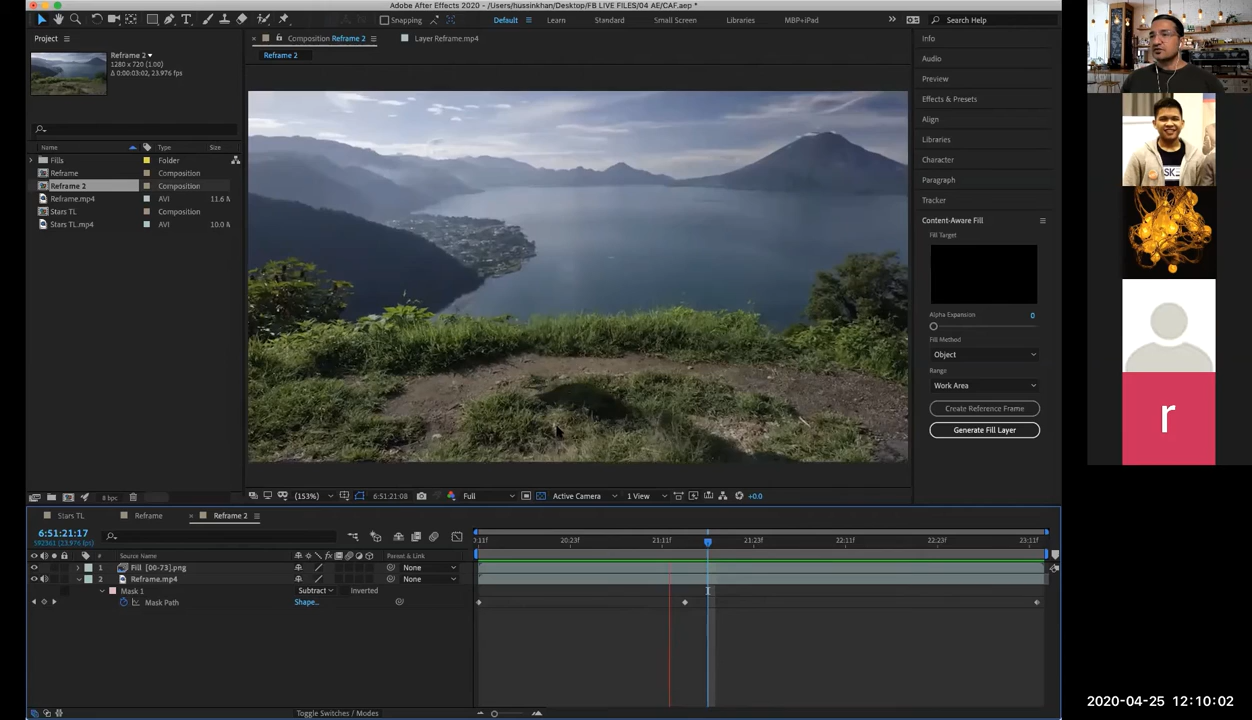 Adobe After Effects 2020 - /Users/hussinkhan/Desktop/FB LIVE FILES/04 AE/CAF.aep *
Snapping
Default
Learn
Standard
Small Screen
Libraries
MBP+iPad
Search Help
Project
Composition Reframe 2
Layer Reframe.mp4
Reframe 2
Reframe 2
1280 x 720 (1.00)
Δ 0:00:03:02, 23.976 fps
Name
Type
Size
Fills
Folder
Reframe
Composition
Reframe 2
Composition
Reframe.mp4
AVI
11.6
Stars TL
Composition
Stars TL.mp4
AVI
10.0
Info
Audio
Preview
Effects & Presets
Align
Libraries
Character
Paragraph
Tracker
Content-Aware Fill
Fill Target
Alpha Expansion
0
Fill Method
Object
Range
Work Area
Create Reference Frame
Generate Fill Layer
8 bpc
(153%)
6:51:21:08
Full
Active Camera
1 View
+0.0
Stars TL
Reframe
Reframe 2
6:51:21:17
592361 (23.976 fps)
:11f
20:23f
21:11f
21:23f
22:11f
22:23f
23:11f
#
Source Name
Parent & Link
1
Fill [00-73].png
None
2
Reframe.mp4
None
Mask 1
Subtract
Inverted
Mask Path
Shape...
Toggle Switches / Modes
SKE
r
2020-04-25 12:10:02